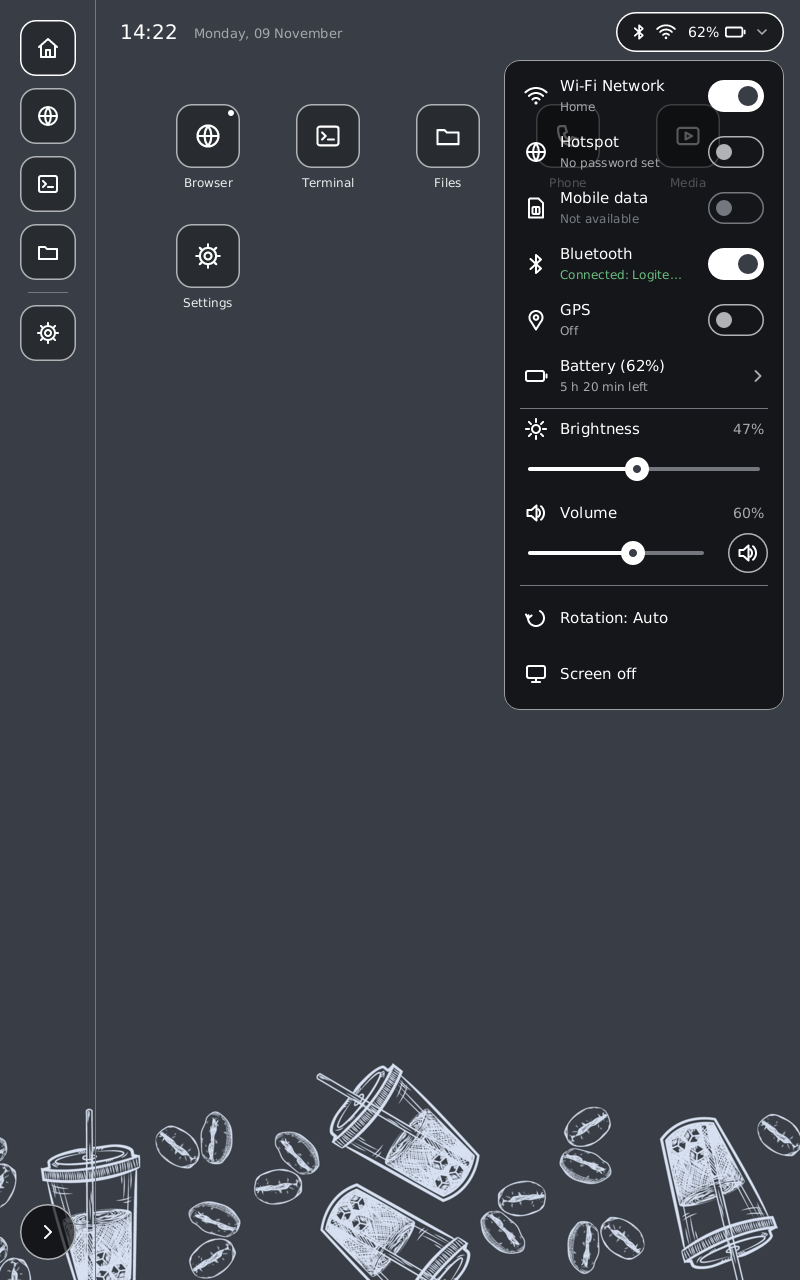 14:22 Monday, 09 November 62%
Wi-Fi Network
Home
Hotspot
No password set
Mobile data
Not available
Bluetooth
Connected: Logite...
GPS
Off
Battery (62%)
5 h 20 min left
Brightness 47%
Volume 60%
Rotation: Auto
Screen off
Browser Terminal Files Phone Media
Settings